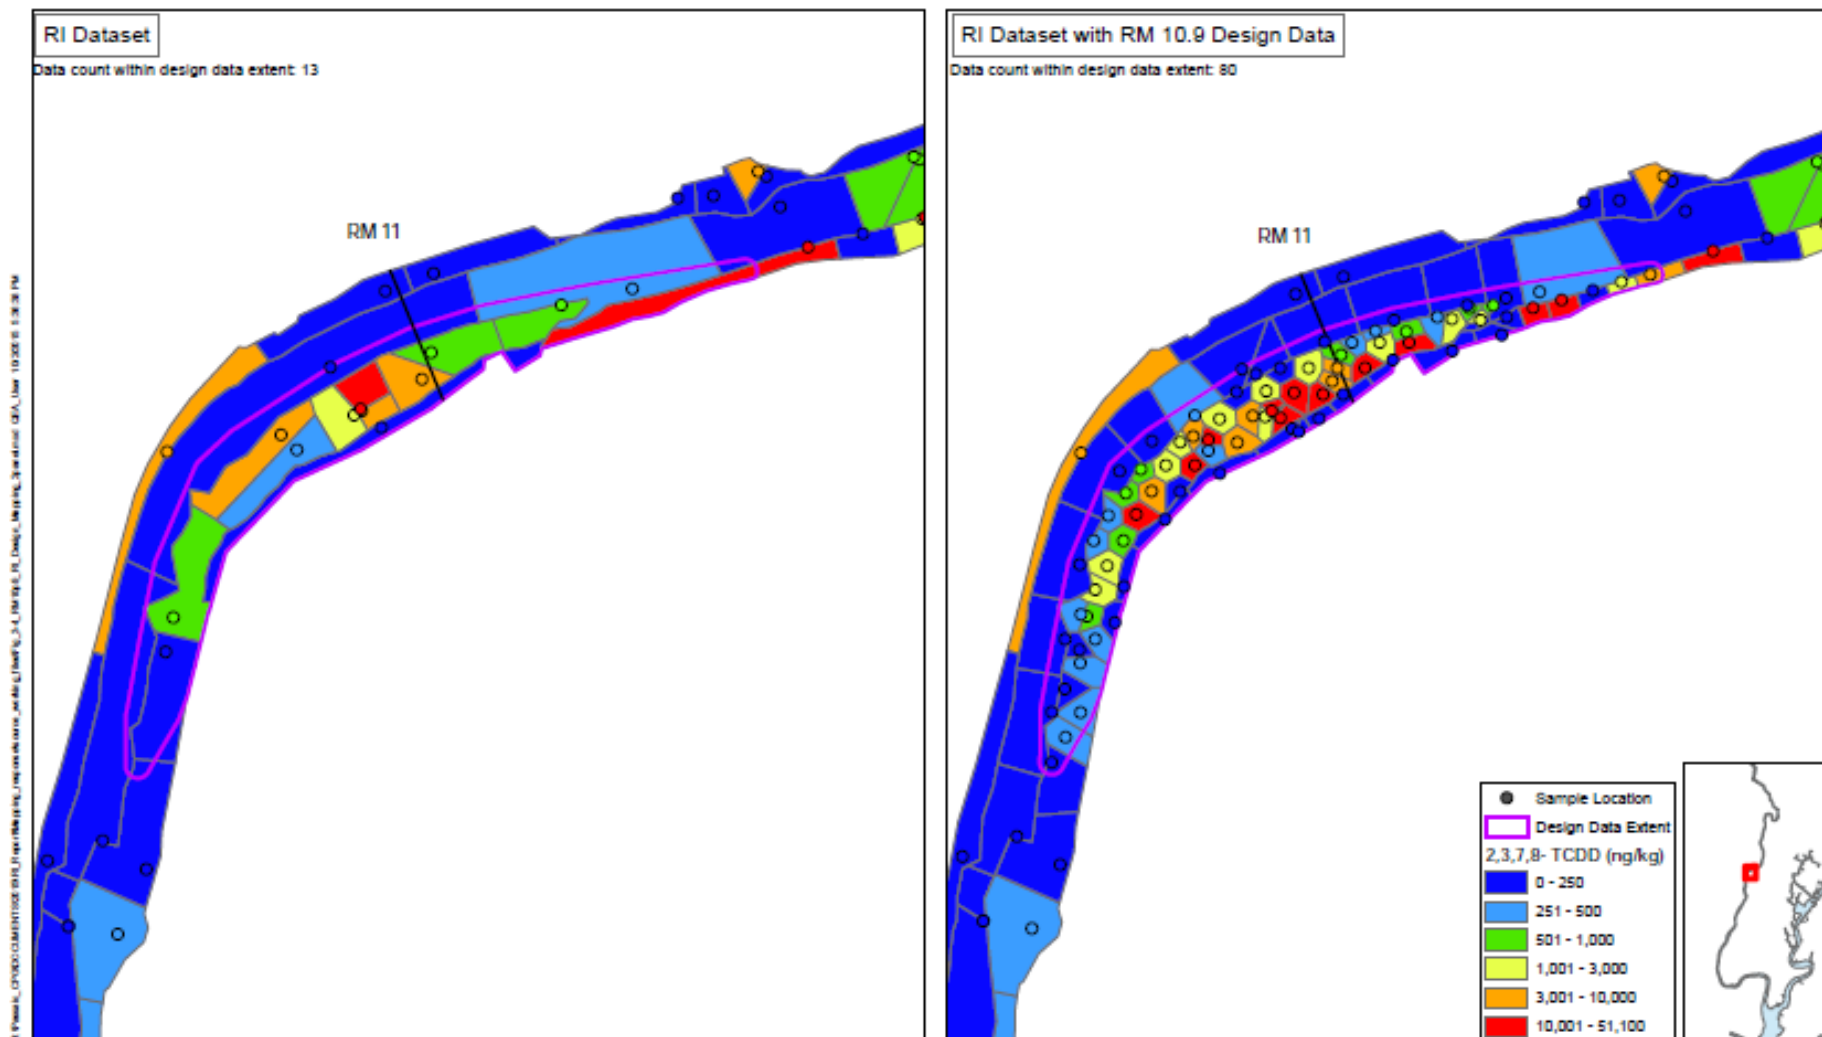 RI Dataset
Data count within design data extent: 13
RM 11
RI Dataset with RM 10.9 Design Data
Data count within design data extent: 80
RM 11
Sample Location
Design Data Extent
2,3,7,8- TCDD (ng/kg)
0 - 250
251 - 500
501 - 1,000
1,001 - 3,000
3,001 - 10,000
10,001 - 51,100